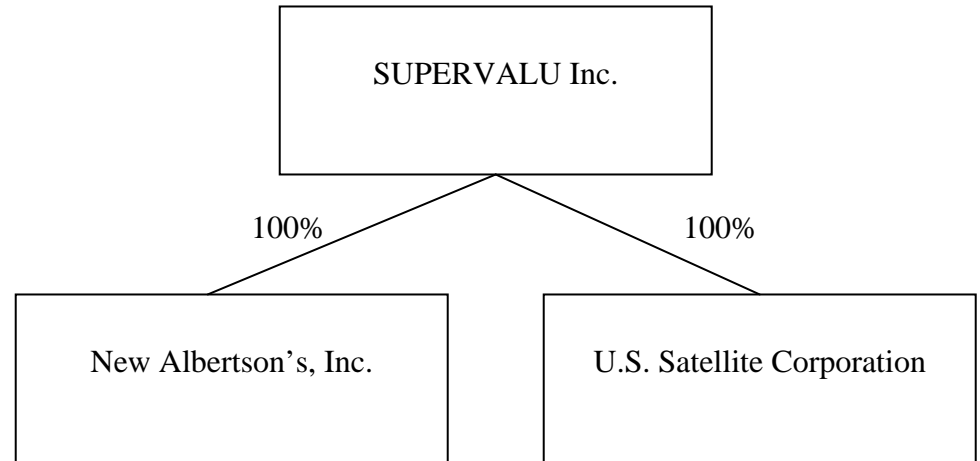 SUPERVALU Inc.
100%
100%
New Albertson’s, Inc.
U.S. Satellite Corporation